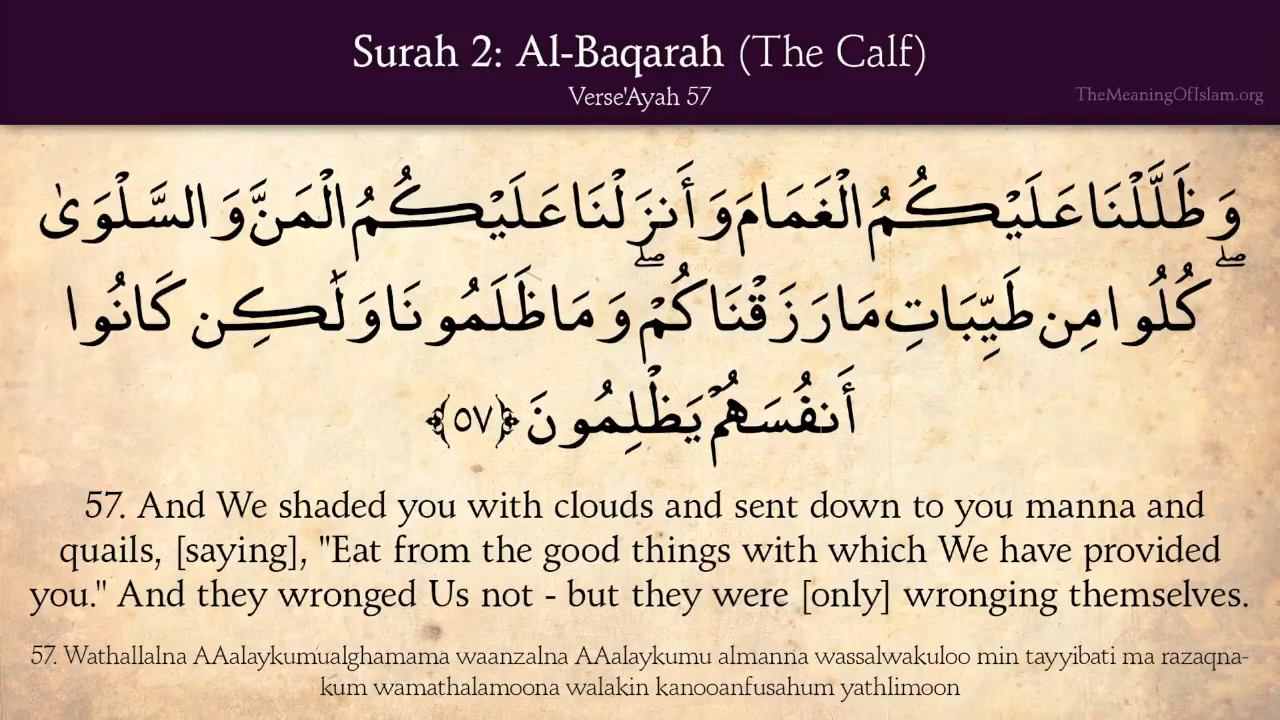 Surah 2: Al-Baqarah (The Calf)
Verse'Ayah 57
TheMeaningOfIslam.org
وَظَلَّلْنَا عَلَيْكُمُ الْغَمَامَ وَأَنزَلْنَا عَلَيْكُمُ الْمَنَّ وَالسَّلْوَىٰ ۖ
كُلُوا مِن طَيِّبَاتِ مَا رَزَقْنَاكُمْ ۖ وَمَا ظَلَمُونَا وَلَٰكِن كَانُوا
أَنفُسَهُمْ يَظْلِمُونَ ﴿٥٧﴾
57. And We shaded you with clouds and sent down to you manna and
quails, [saying], "Eat from the good things with which We have provided
you." And they wronged Us not - but they were [only] wronging themselves.
57. Wathallalna AAalaykumualghamama waanzalna AAalaykumu almanna wassalwakuloo min tayyibati ma razaqna-
kum wamathalamoona walakin kanooanfusahum yathlimoon